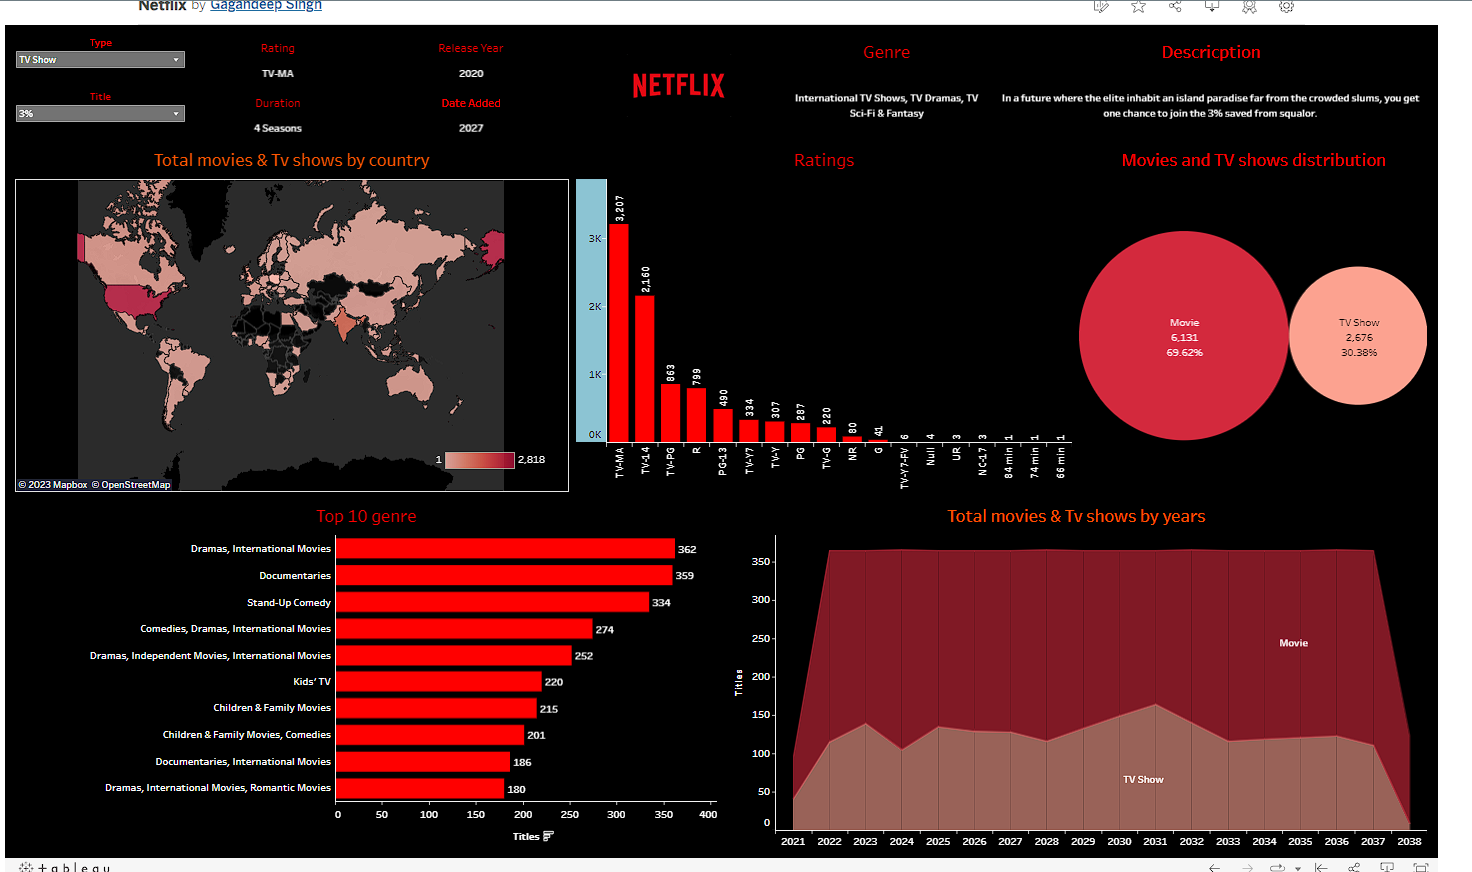 Netflix by Gagandeep Singh
Type
TV Show
Title
3%
Rating
TV-MA
Duration
4 Seasons
Release Year
2020
Date Added
2027
NETFLIX
Genre
International TV Shows, TV Dramas, TV
Sci-Fi & Fantasy
Descricption
In a future where the elite inhabit an island paradise far from the crowded slums, you get
one chance to join the 3% saved from squalor.
Total movies & Tv shows by country
1
2,818
© 2023 Mapbox © OpenStreetMap
Ratings
3K
2K
1K
0K
3,207
2,160
863
799
490
334
307
287
220
80
41
6
4
3
3
1
1
1
TV-MA
TV-14
TV-PG
R
PG-13
TV-Y7
TV-Y
PG
TV-G
NR
G
TV-Y7-FV
Null
UR
NC-17
84 min
74 min
66 min
Movies and TV shows distribution
Movie
6,131
69.62%
TV Show
2,676
30.38%
Top 10 genre
Dramas, International Movies 362
Documentaries 359
Stand-Up Comedy 334
Comedies, Dramas, International Movies 274
Dramas, Independent Movies, International Movies 252
Kids' TV 220
Children & Family Movies 215
Children & Family Movies, Comedies 201
Documentaries, International Movies 186
Dramas, International Movies, Romantic Movies 180
0 50 100 150 200 250 300 350 400
Titles
Total movies & Tv shows by years
Titles
350
300
250
200
150
100
50
0
Movie
TV Show
2021 2022 2023 2024 2025 2026 2027 2028 2029 2030 2031 2032 2033 2034 2035 2036 2037 2038
+ableau